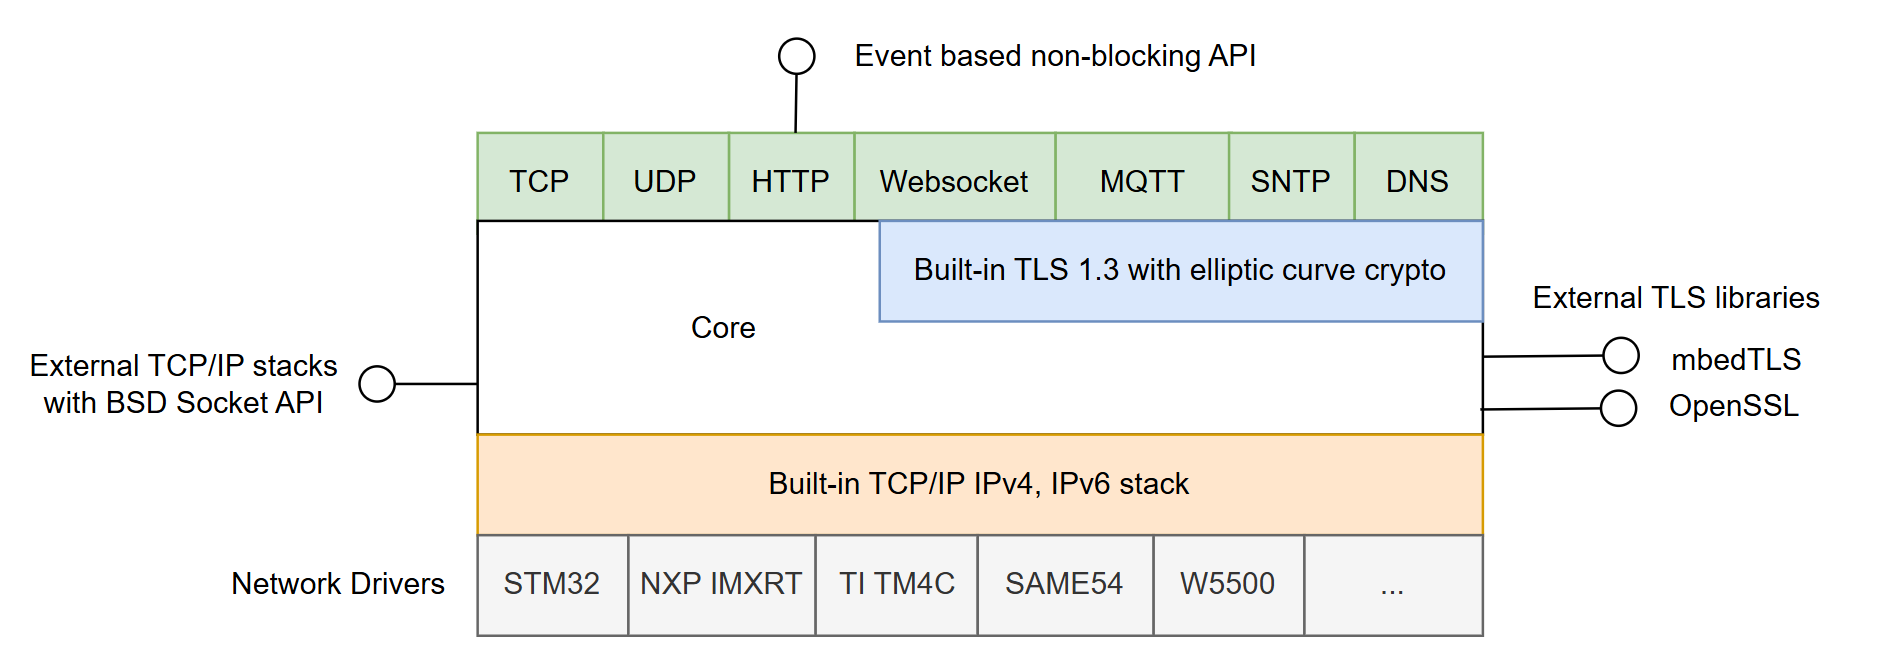 Event based non-blocking API
TCP
UDP
HTTP
Websocket
MQTT
SNTP
DNS
Built-in TLS 1.3 with elliptic curve crypto
Core
External TLS libraries
mbedTLS
OpenSSL
External TCP/IP stacks
with BSD Socket API
Built-in TCP/IP IPv4, IPv6 stack
Network Drivers
STM32
NXP IMXRT
TI TM4C
SAME54
W5500
...